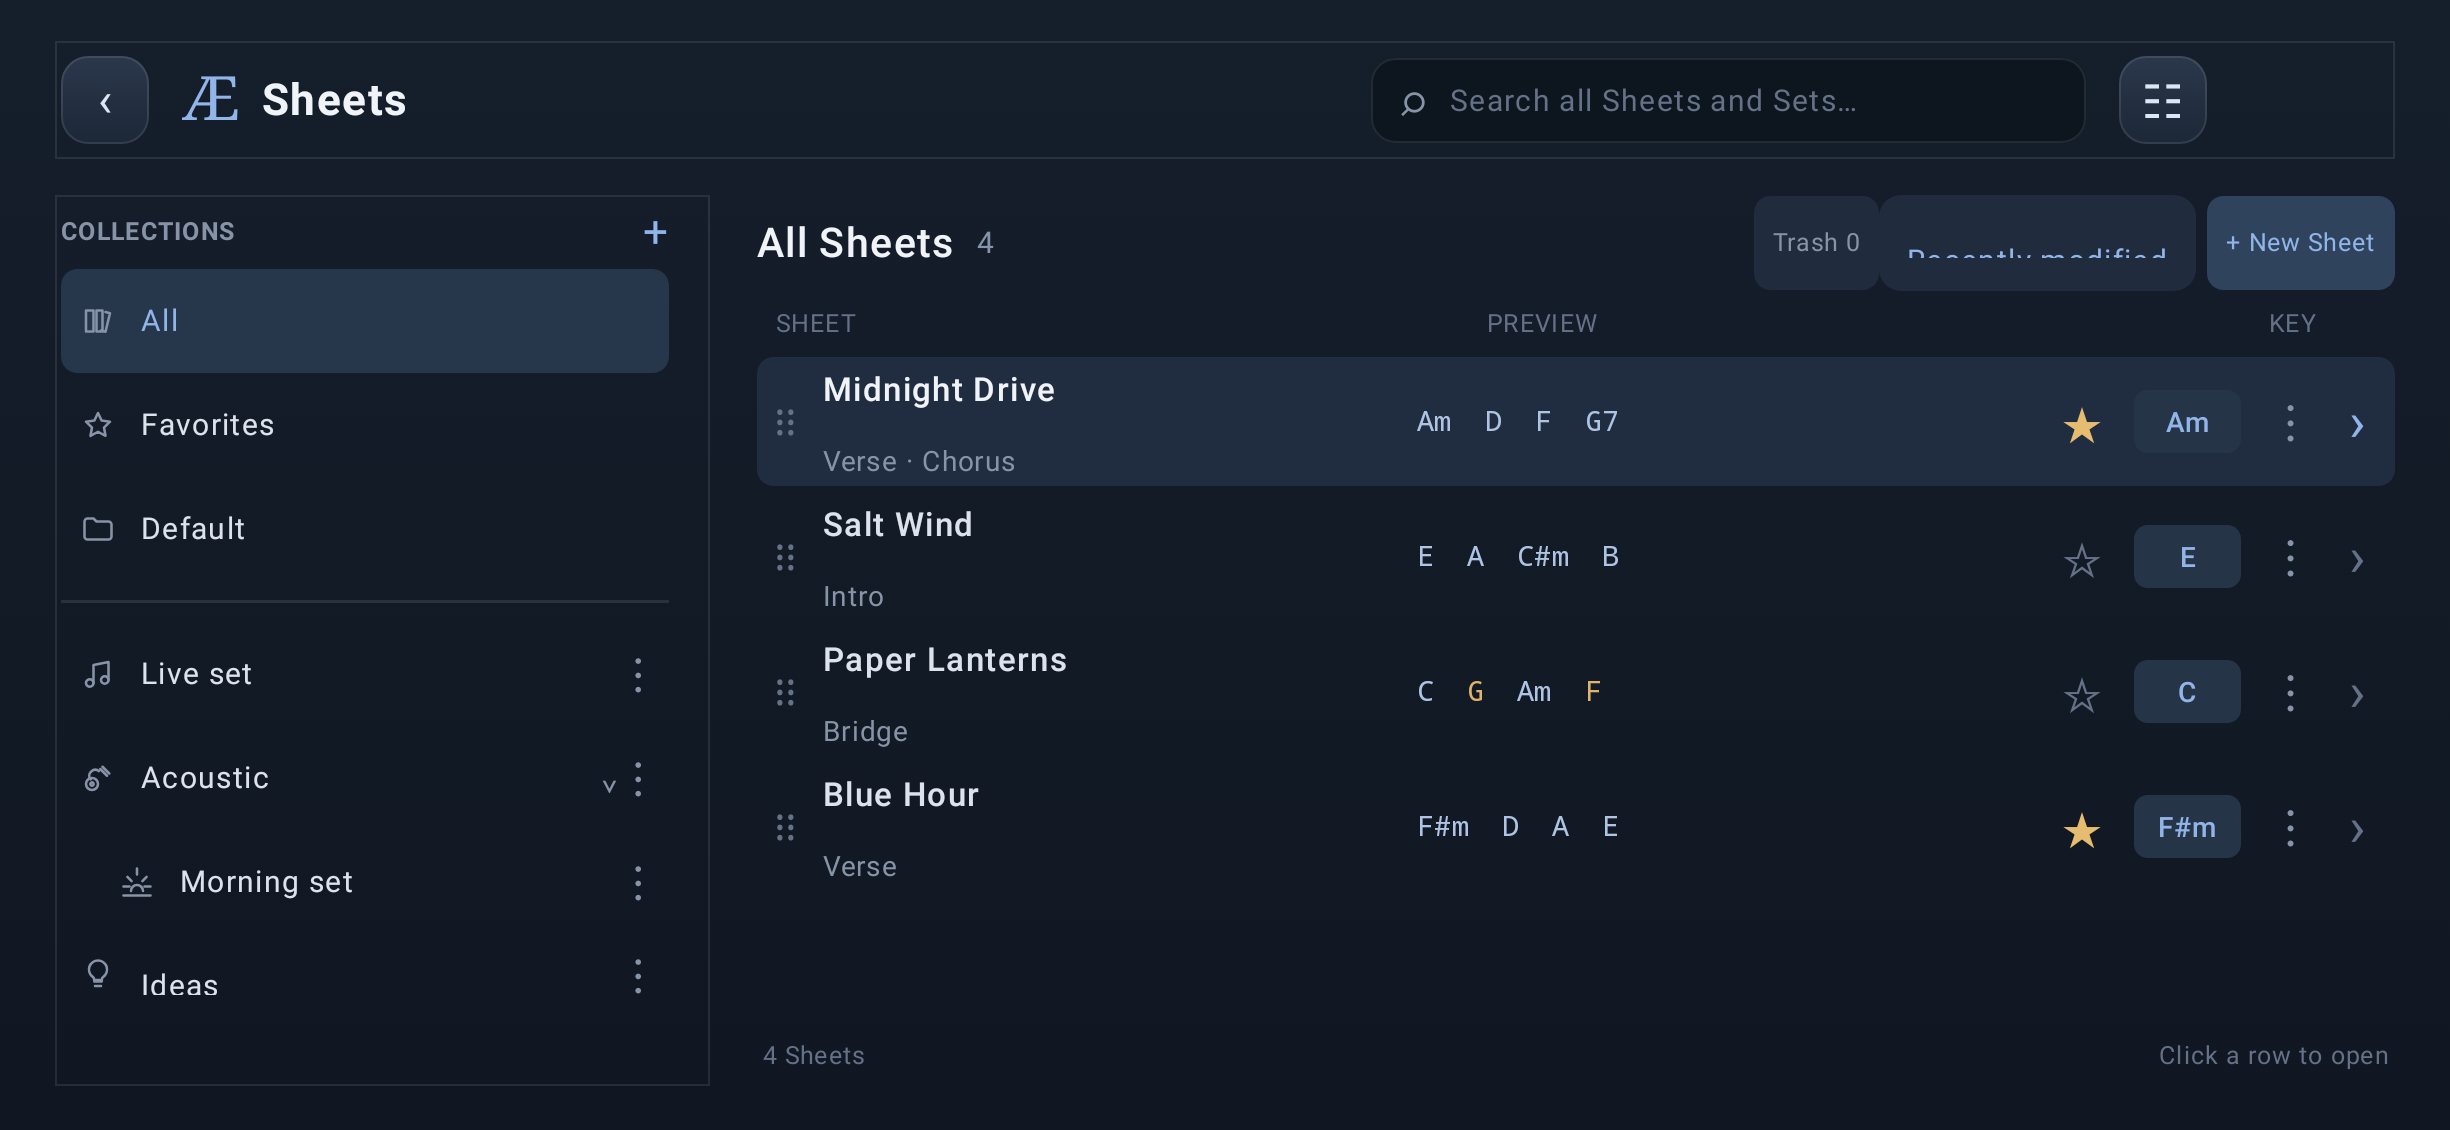 ‹ Æ Sheets
Search all Sheets and Sets…
COLLECTIONS +
All
Favorites
Default
Live set
Acoustic
Morning set
Ideas
All Sheets 4
Trash 0
Recently modified
+ New Sheet
SHEET PREVIEW KEY
Midnight Drive
Verse · Chorus
Am D F G7
Am
Salt Wind
Intro
E A C#m B
E
Paper Lanterns
Bridge
C G Am F
C
Blue Hour
Verse
F#m D A E
F#m
4 Sheets
Click a row to open